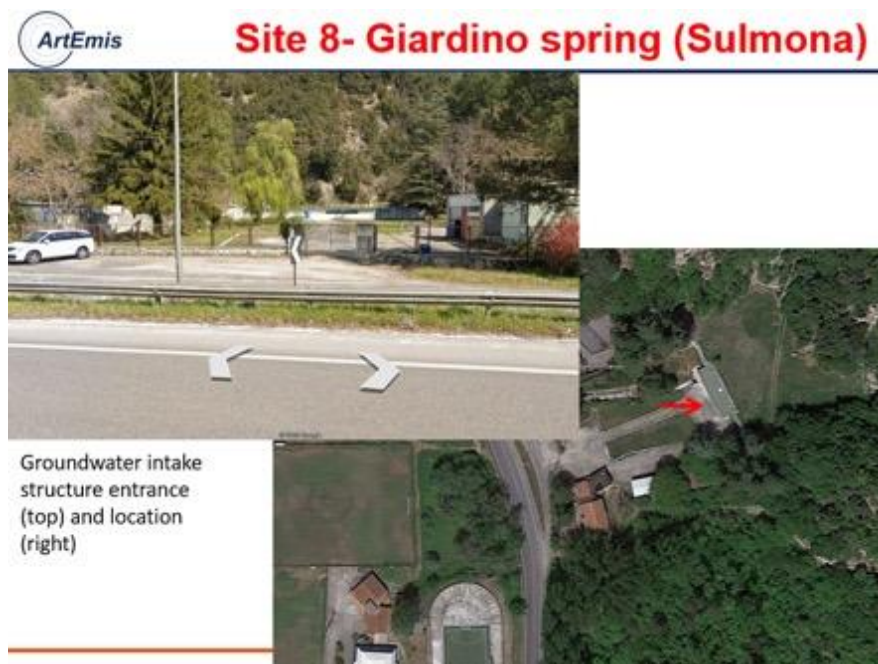 ArtEmis
Site 8- Giardino spring (Sulmona)
Groundwater intake
structure entrance
(top) and location
(right)